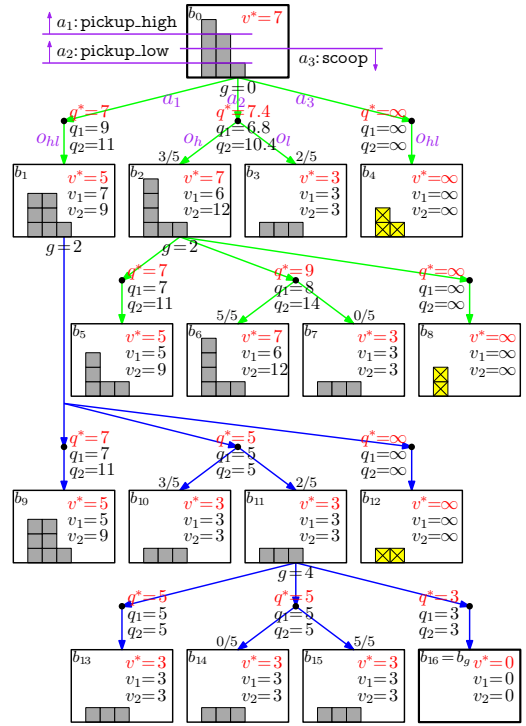 a₁:pickup_high
a₂:pickup_low
b₀ v*=7
a₃:scoop
g=0
a₁ a₂ a₃
q*=7 q*=7.4 q*=∞
q₁=9 q₁=6.8 q₁=∞
q₂=11 q₂=10.4 q₂=∞
o_hl o_h o_l o_hl
3/5 2/5
b₁ v*=5 b₂ v*=7 b₃ v*=3 b₄ v*=∞
v₁=7 v₁=6 v₁=3 v₁=∞
v₂=9 v₂=12 v₂=3 v₂=∞
g=2 g=2
q*=7 q*=9 q*=∞
q₁=7 q₁=8 q₁=∞
q₂=11 q₂=14 q₂=∞
5/5 0/5
b₅ v*=5 b₆ v*=7 b₇ v*=3 b₈ v*=∞
v₁=5 v₁=6 v₁=3 v₁=∞
v₂=9 v₂=12 v₂=3 v₂=∞
q*=7 q*=5 q*=∞
q₁=7 q₁=5 q₁=∞
q₂=11 q₂=5 q₂=∞
3/5 2/5
b₉ v*=5 b₁₀ v*=3 b₁₁ v*=3 b₁₂ v*=∞
v₁=5 v₁=3 v₁=3 v₁=∞
v₂=9 v₂=3 v₂=3 v₂=∞
g=4
q*=5 q*=5 q*=3
q₁=5 q₁=5 q₁=3
q₂=5 q₂=5 q₂=3
0/5 5/5
b₁₃ v*=3 b₁₄ v*=3 b₁₅ v*=3 b₁₆=b_g v*=0
v₁=3 v₁=3 v₁=3 v₁=0
v₂=3 v₂=3 v₂=3 v₂=0